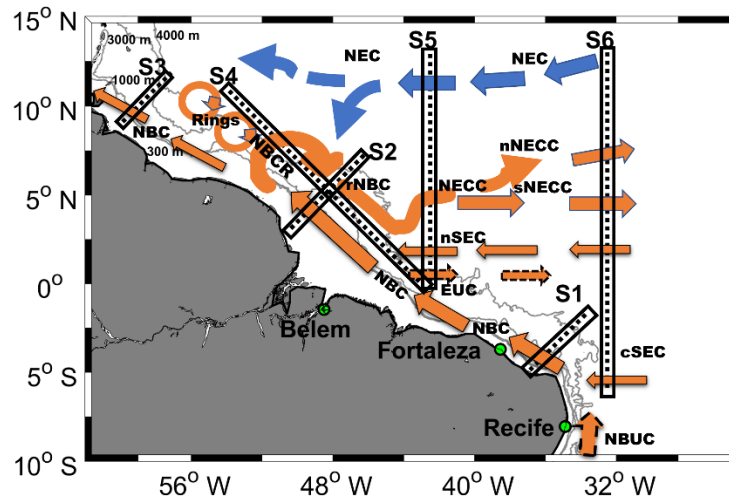 15° N
3000 m
4000 m
S3
1000 m
S4
NEC
S5
NEC
S6
10° N
NBC
Rings
300 m
NBCR
S2
rNBC
nNECC
NECC
sNECC
5° N
nSEC
NBC
EUC
0°
S1
NBC
Belem
Fortaleza
cSEC
5° S
Recife
NBUC
10° S
56° W
48° W
40° W
32° W